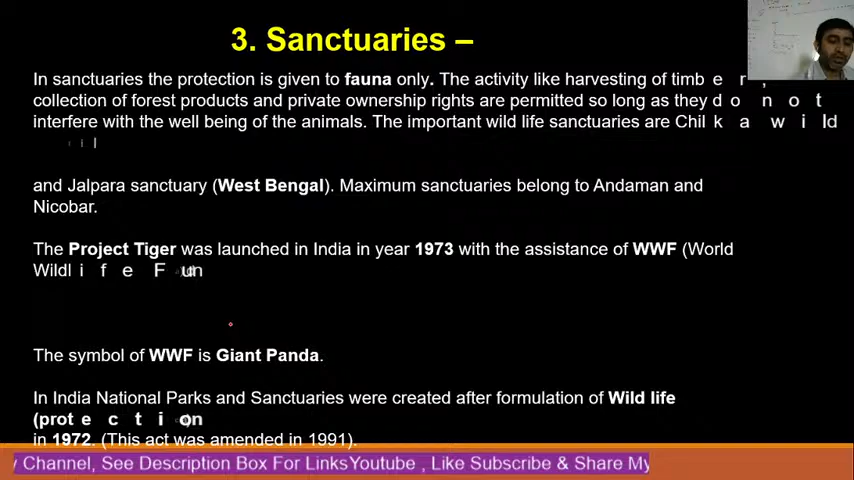 3. Sanctuaries –
In sanctuaries the protection is given to fauna only. The activity like harvesting of timb e r ,
collection of forest products and private ownership rights are permitted so long as they d o n o t
interfere with the well being of the animals. The important wild life sanctuaries are Chil k a w i ld
and Jalpara sanctuary (West Bengal). Maximum sanctuaries belong to Andaman and
Nicobar.
The Project Tiger was launched in India in year 1973 with the assistance of WWF (World
Wildl i f e F un
The symbol of WWF is Giant Panda.
In India National Parks and Sanctuaries were created after formulation of Wild life
(prot e c t i on
in 1972. (This act was amended in 1991).
y Channel, See Description Box For LinksYoutube , Like Subscribe & Share My